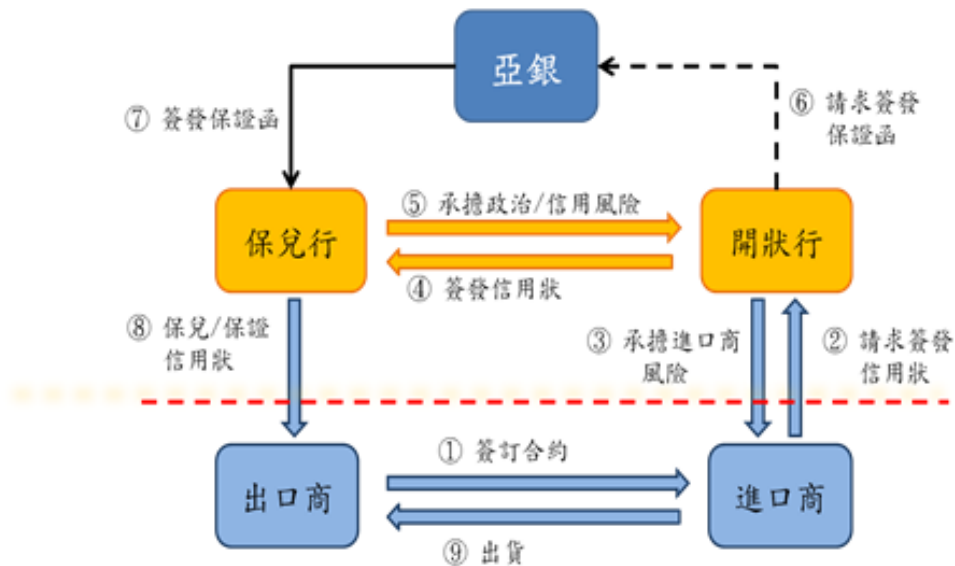 亞銀
⑦ 簽發保證函
⑥ 請求簽發
保證函
保兌行
⑤ 承擔政治/信用風險
④ 簽發信用狀
開狀行
⑧ 保兌/保證
信用狀
③ 承擔進口商
風險
② 請求簽發
信用狀
出口商
① 簽訂合約
⑨ 出貨
進口商